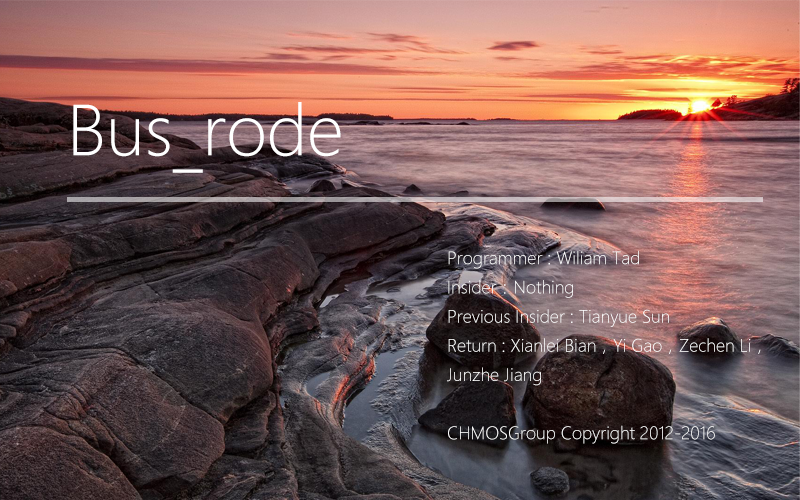 Bus_rode
Programmer : Wiliam Tad
Insider : Nothing
Previous Insider : Tianyue Sun
Return : Xianlei Bian , Yi Gao , Zechen Li ,
Junzhe Jiang
CHMOSGroup Copyright 2012-2016